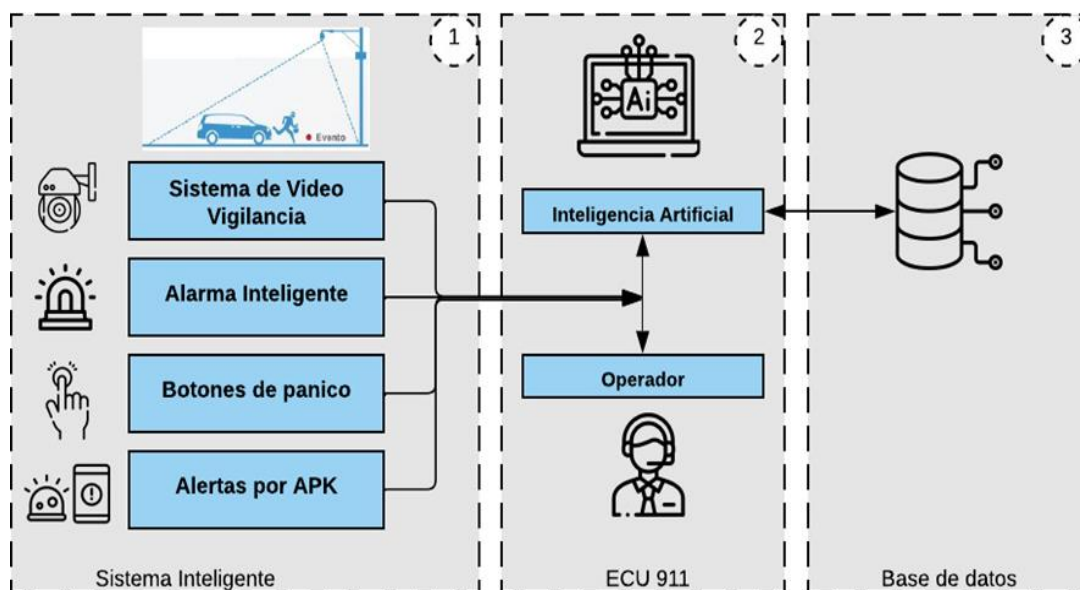 1
Evento
Sistema de Video
Vigilancia
Alarma Inteligente
Botones de panico
Alertas por APK
Sistema Inteligente
2
Ai
Inteligencia Artificial
Operador
ECU 911
3
Base de datos